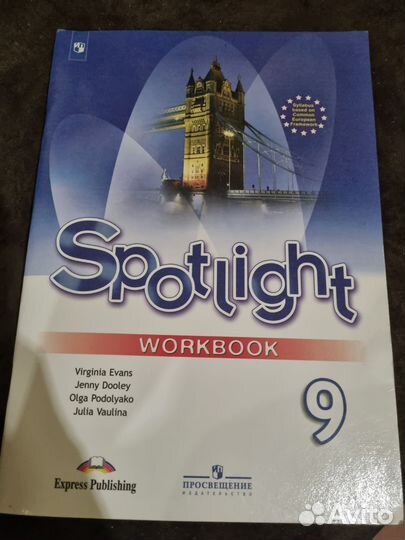 Syllabus
based on
Common
European
Framework
Spotlight
WORKBOOK
Virginia Evans
Jenny Dooley
Olga Podolyako
Julia Vaulina
9
Express Publishing
ПРОСВЕЩЕНИЕ
ИЗДАТЕЛЬСТВО
Avito